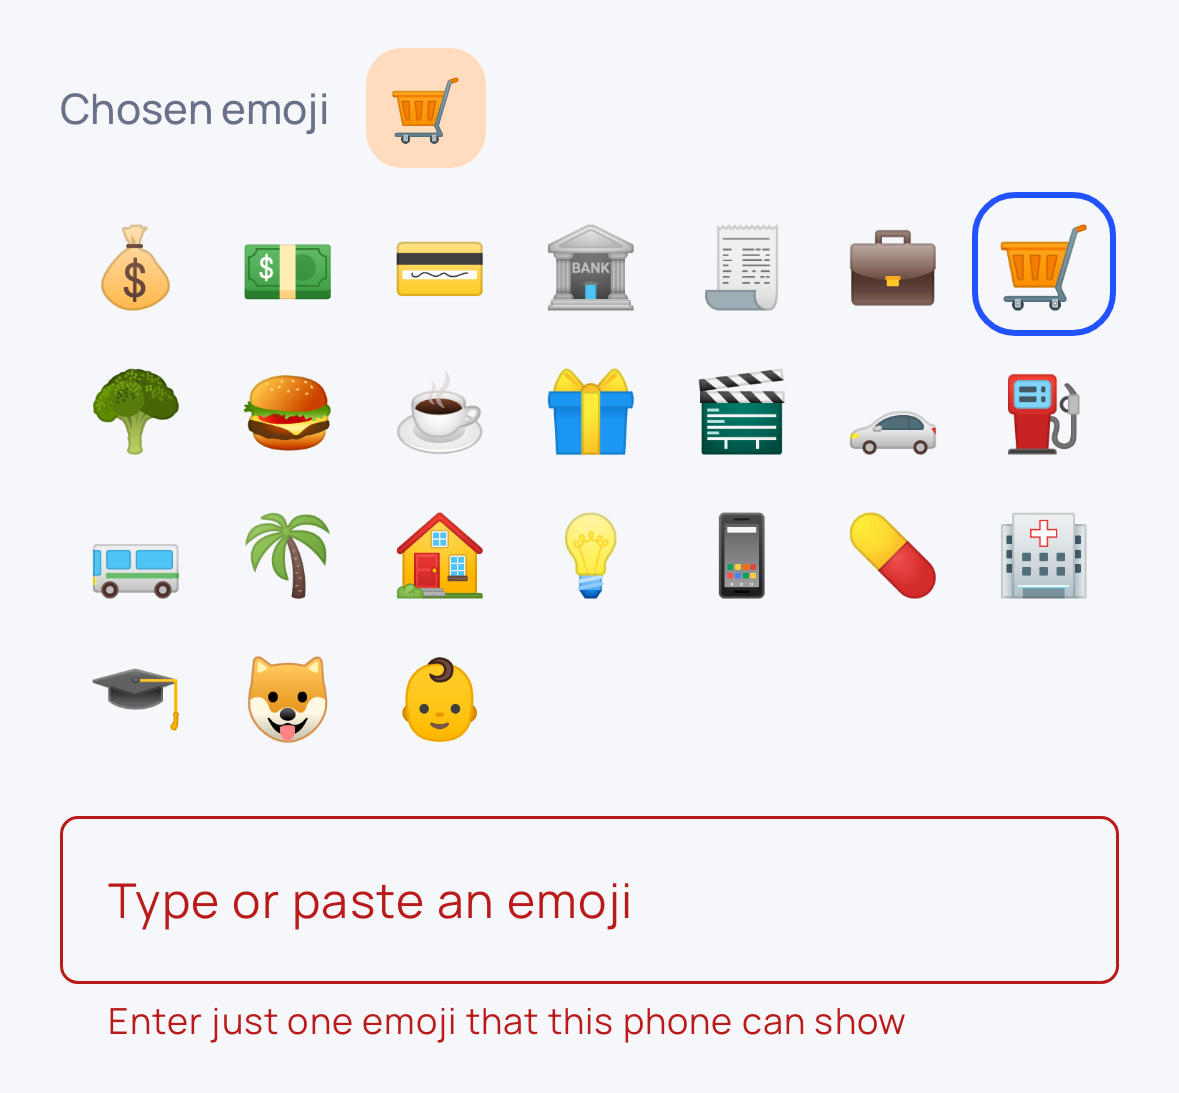 Chosen emoji
BANK
Type or paste an emoji
Enter just one emoji that this phone can show